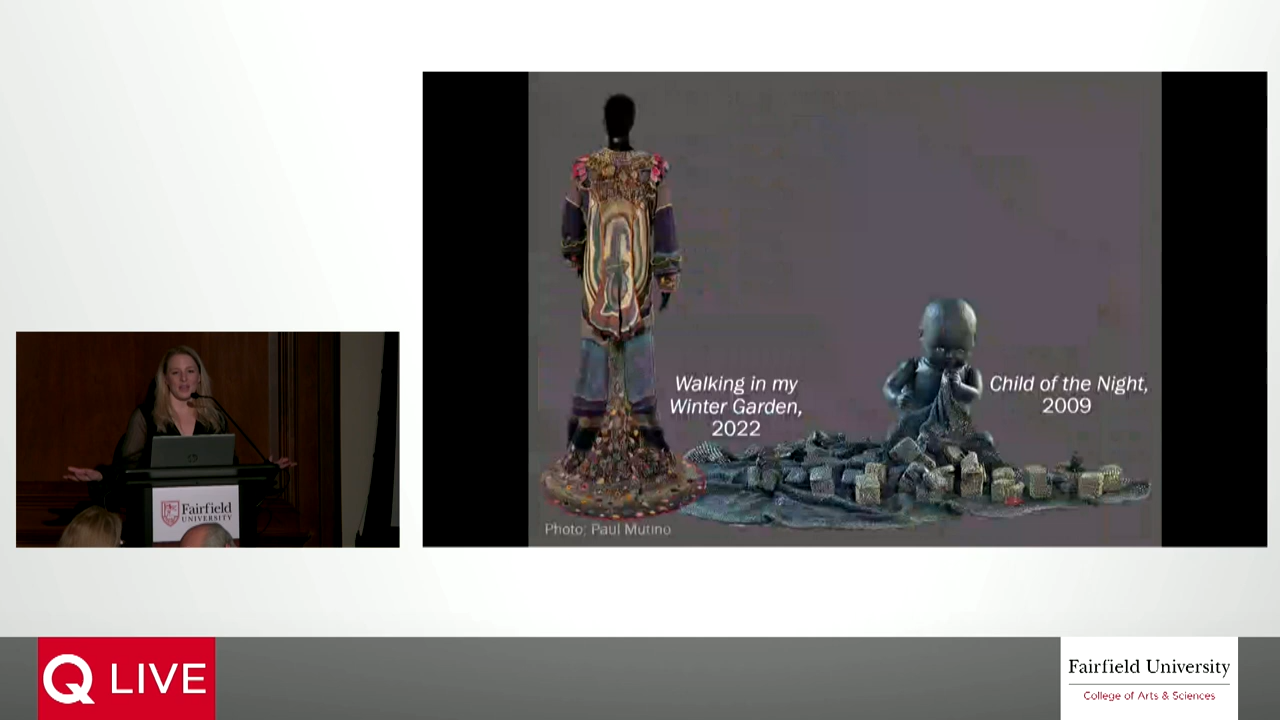 Walking in my
Winter Garden,
2022
Child of the Night,
2009
Photo: Paul Mutino
Fairfield
UNIVERSITY
Q LIVE
Fairfield University
College of Arts & Sciences